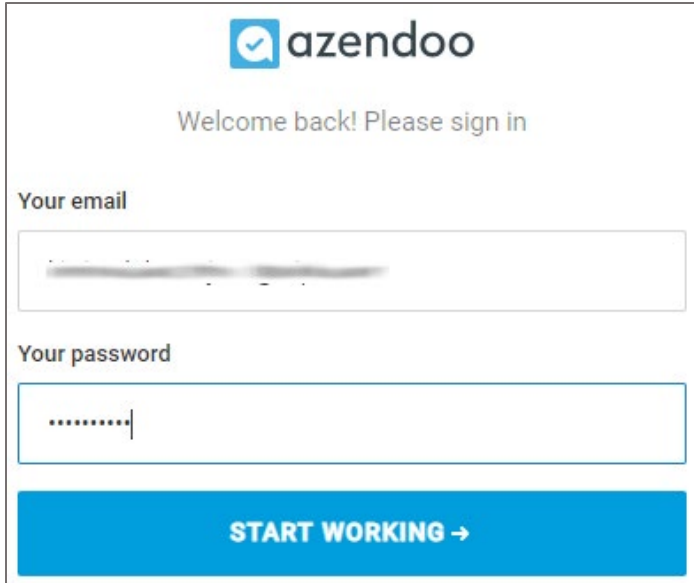 azendoo
Welcome back! Please sign in
Your email
Your password
••••••••••
START WORKING →